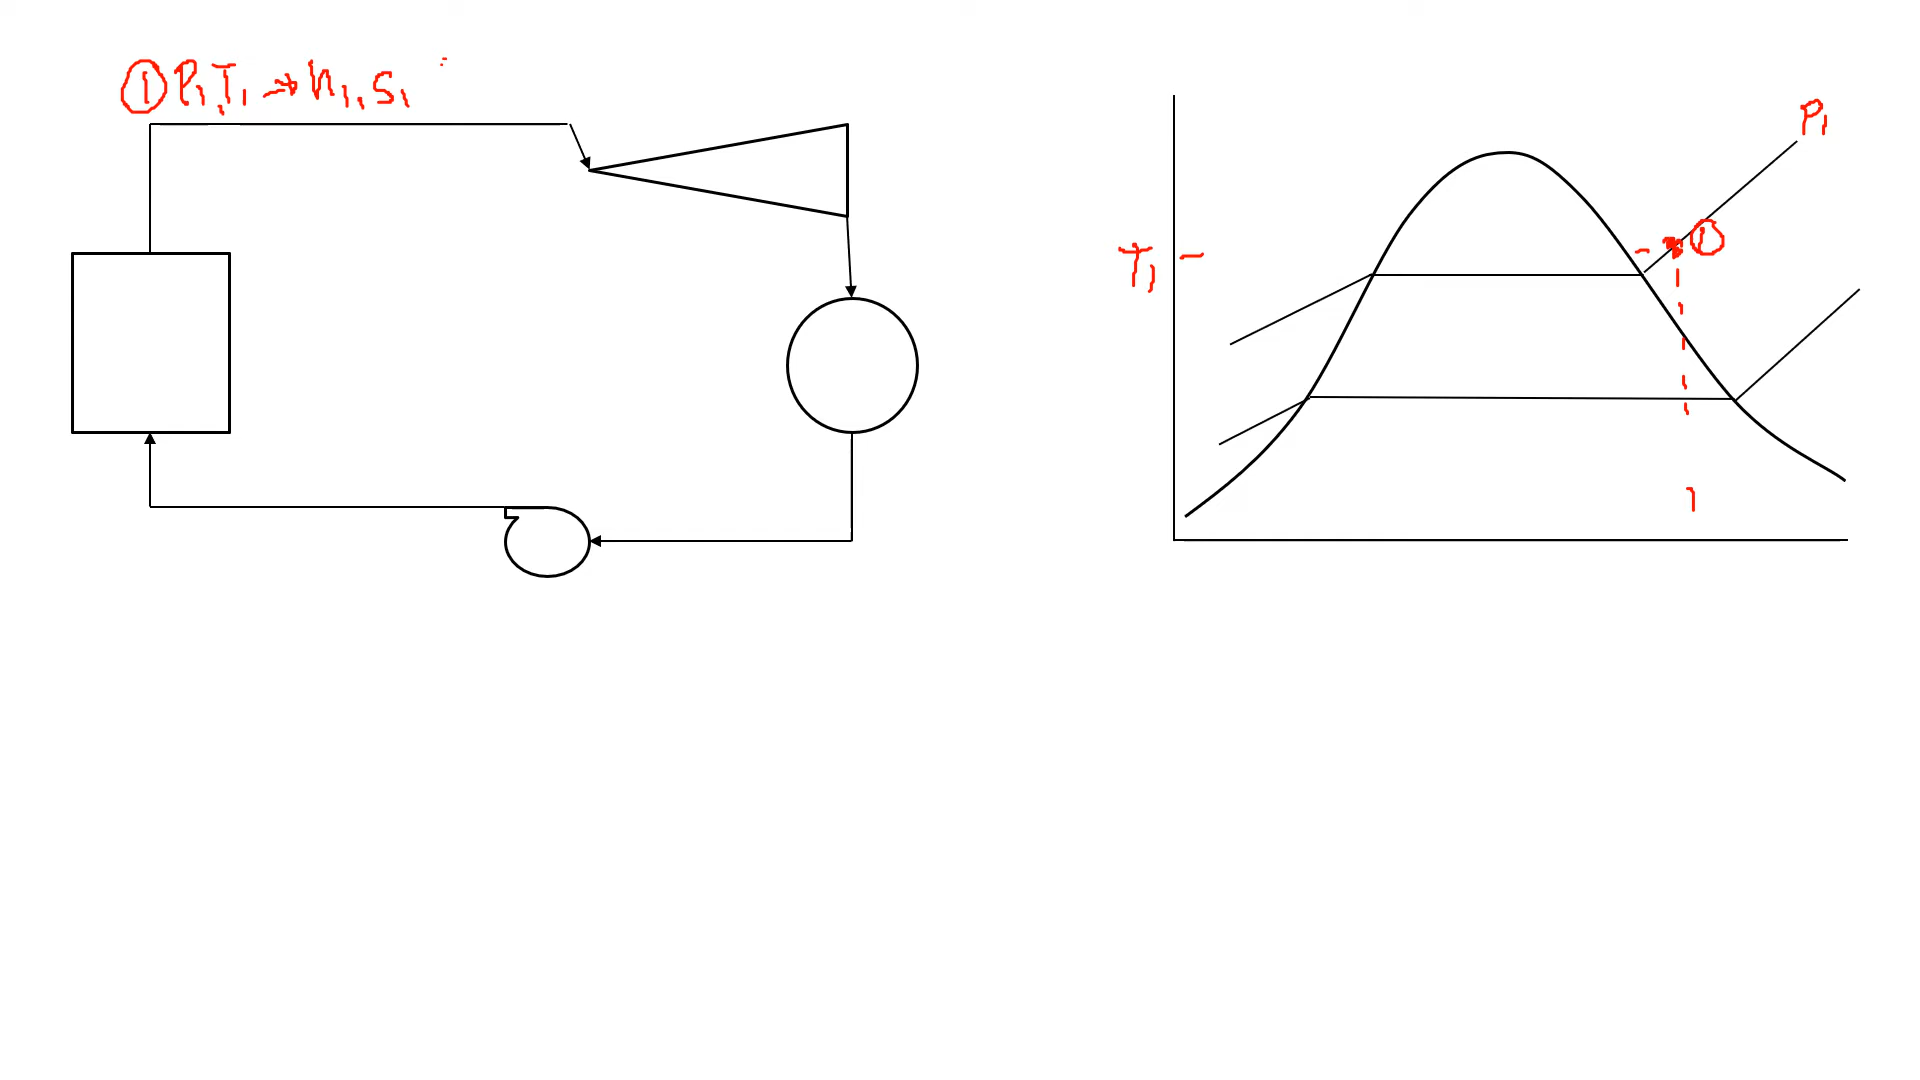 ① P₁, T₁ → h₁, s₁
P₁
①
T₁